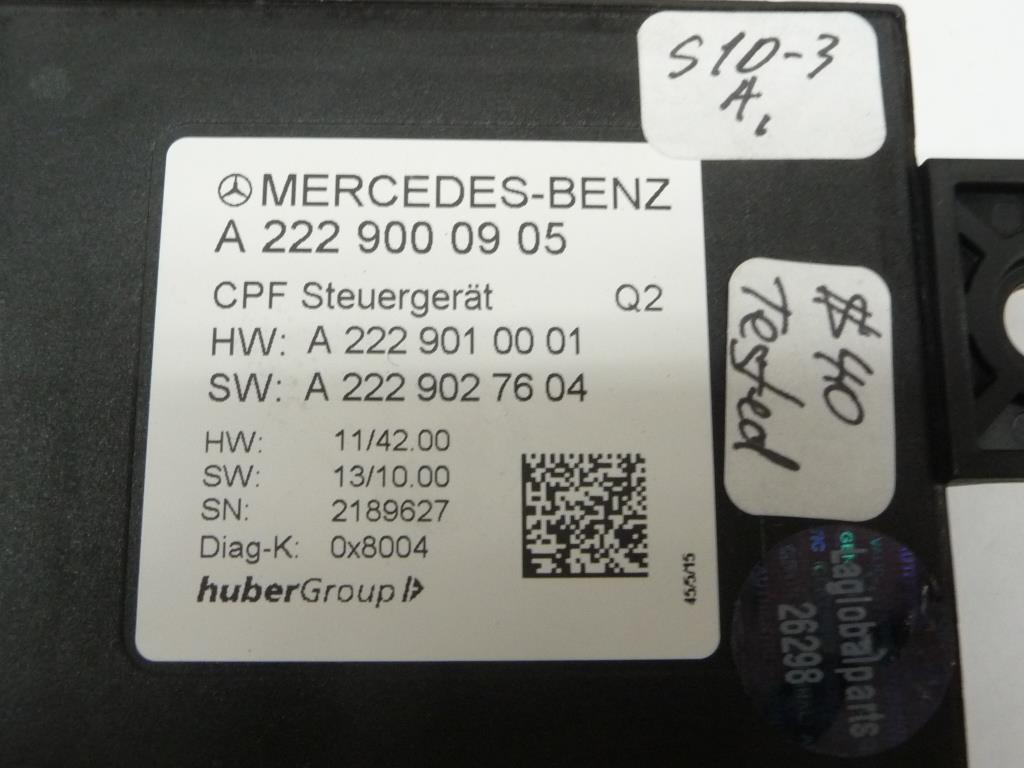 S1D-3
A,
MERCEDES-BENZ
A 222 900 09 05
CPF Steuergerät Q2
HW: A 222 901 00 01
SW: A 222 902 76 04
HW: 11/42.00
SW: 13/10.00
SN: 2189627
Diag-K: 0x8004
huberGroup
45/5/15
$40
Tested
Laglobalparts
26298